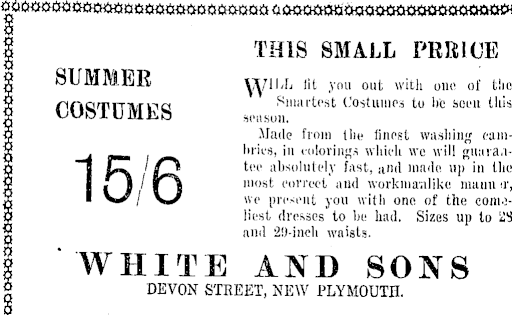 SUMMER
COSTUMES
15/6
THIS SMALL PRRICE
WILL fit you out with one of the
Smartest Costumes to be seen this
season.
Made from the finest washing cam-
brics, in colorings which we will guaran-
tee absolutely fast, and made up in the
most correct and workmanlike manner,
we present you with one of the come-
liest dresses to be had. Sizes up to 28
and 29-inch waists.
WHITE AND SONS
DEVON STREET, NEW PLYMOUTH.